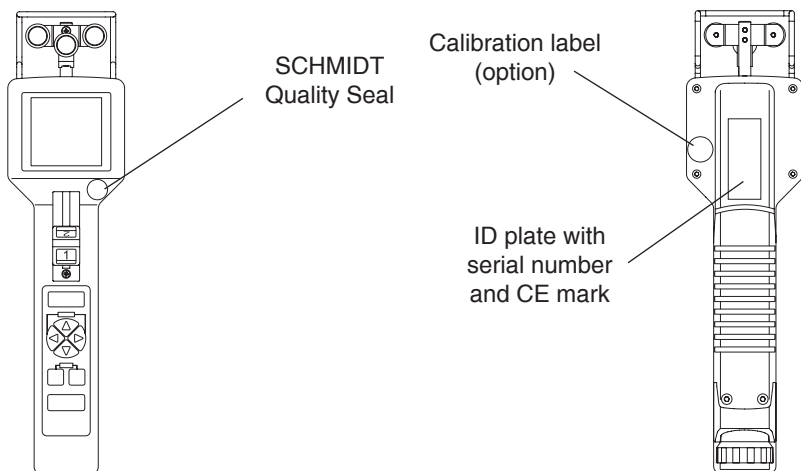 SCHMIDT
Quality Seal
Calibration label
(option)
ID plate with
serial number
and CE mark
2
1